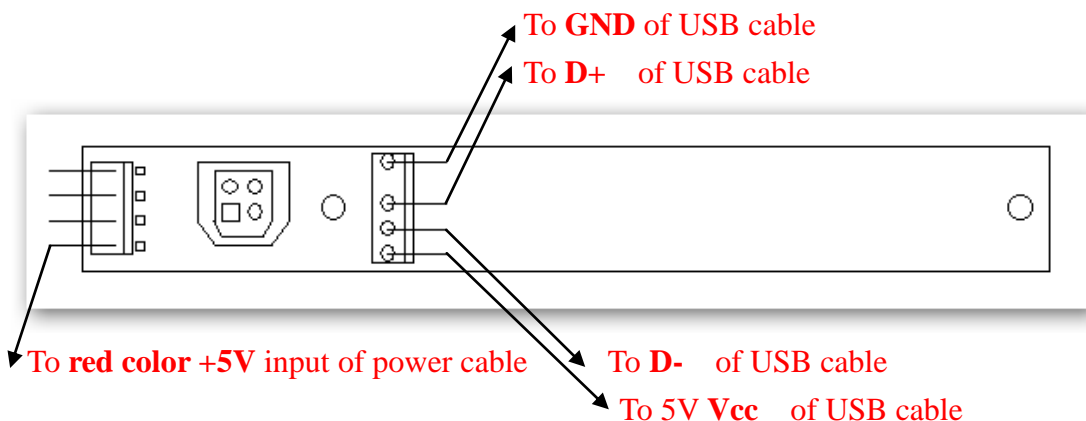 To GND of USB cable
To D+ of USB cable
To red color +5V input of power cable
To D- of USB cable
To 5V Vcc of USB cable